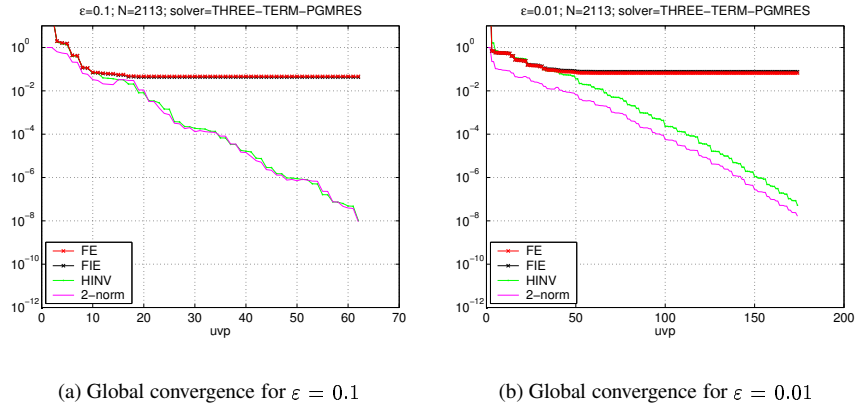 ε=0.1; N=2113; solver=THREE-TERM-PGMRES
10^0
10^-2
10^-4
10^-6
10^-8
10^-10
10^-12
FE
FIE
HINV
2-norm
0 10 20 30 40 50 60 70
uvp
(a) Global convergence for ε = 0.1
ε=0.01; N=2113; solver=THREE-TERM-PGMRES
10^0
10^-2
10^-4
10^-6
10^-8
10^-10
10^-12
FE
FIE
HINV
2-norm
0 50 100 150 200
uvp
(b) Global convergence for ε = 0.01